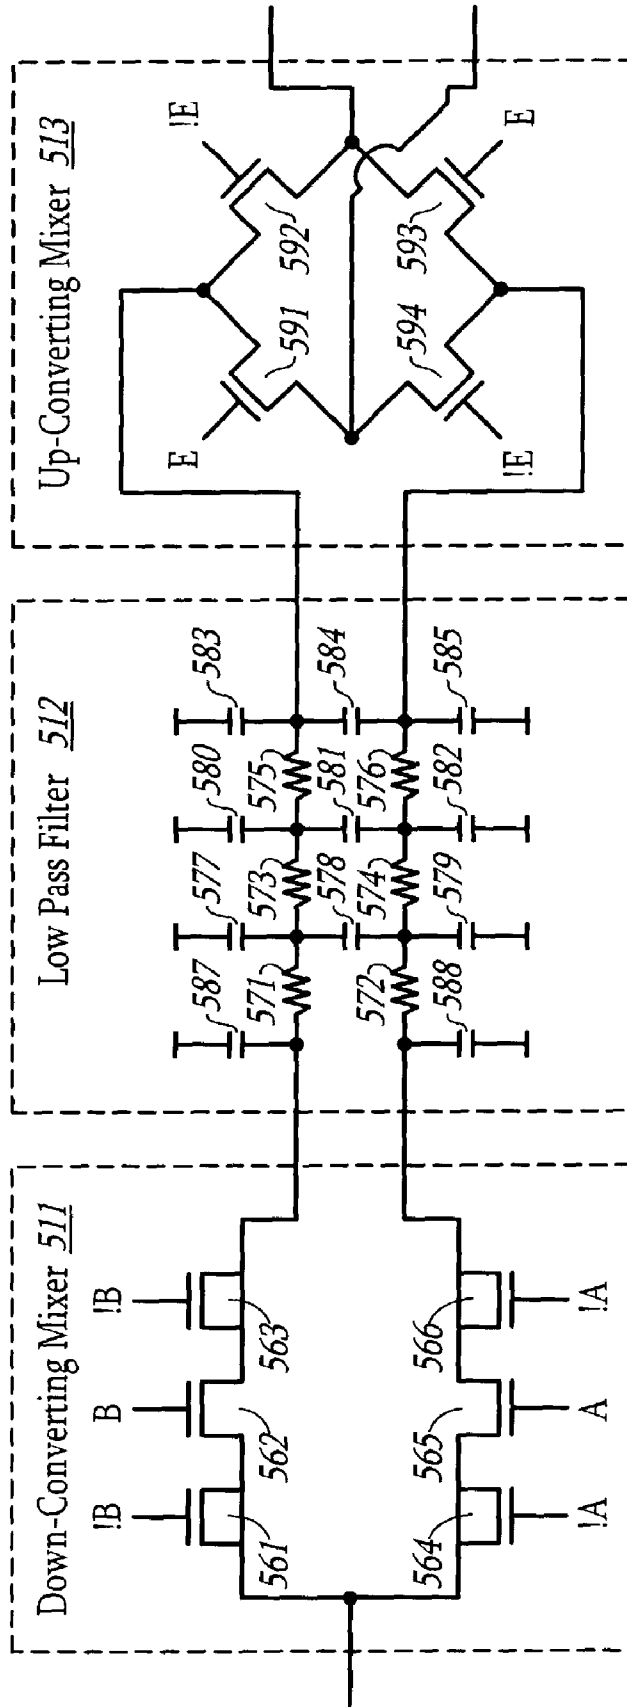 Down-Converting Mixer 511
!B
B
!B
561
562
563
564
565
566
!A
A
!A
Low Pass Filter 512
587
577
580
583
571
573
575
578
581
584
572
574
576
588
579
582
585
Up-Converting Mixer 513
E
!E
591
592
594
593
!E
E